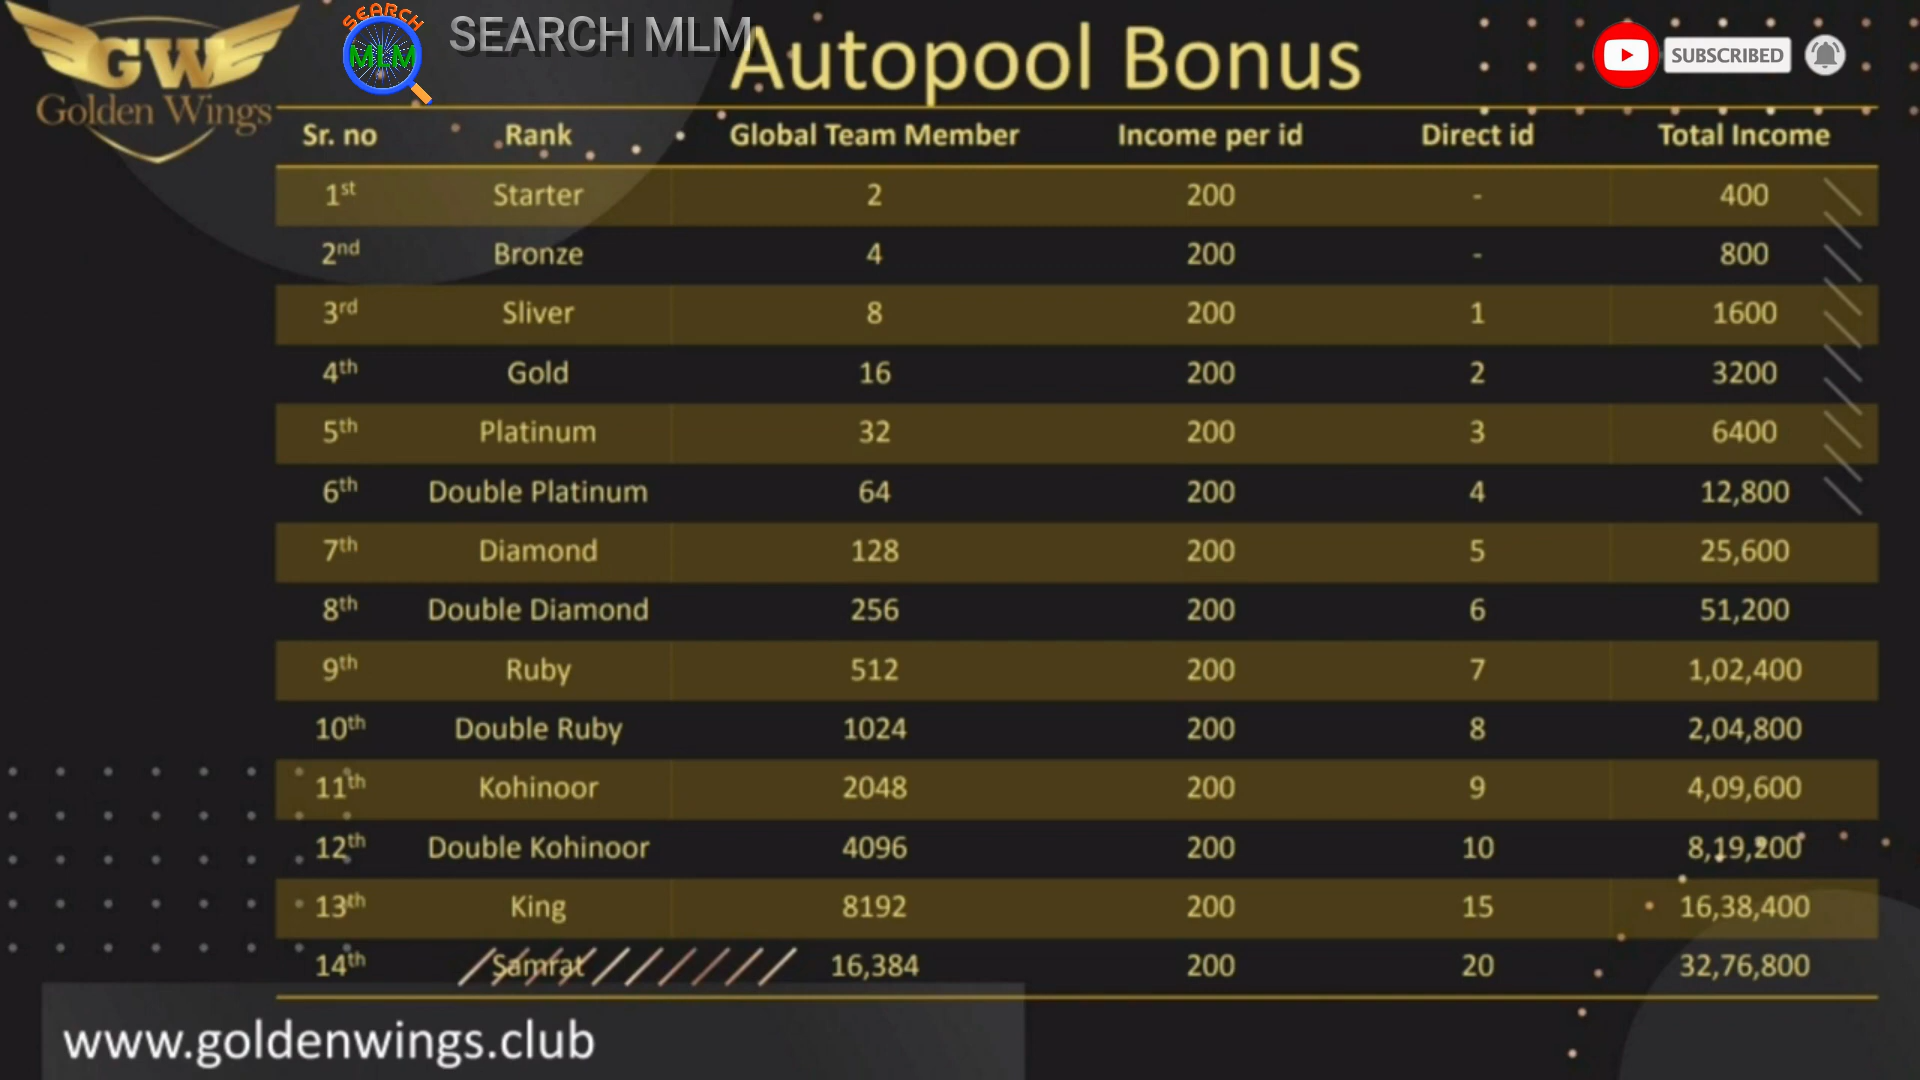 GW
Golden Wings
SEARCH
MLM
SEARCH MLM
Autopool Bonus
SUBSCRIBED
Sr. no Rank Global Team Member Income per id Direct id Total Income
1st Starter 2 200 - 400
2nd Bronze 4 200 - 800
3rd Sliver 8 200 1 1600
4th Gold 16 200 2 3200
5th Platinum 32 200 3 6400
6th Double Platinum 64 200 4 12,800
7th Diamond 128 200 5 25,600
8th Double Diamond 256 200 6 51,200
9th Ruby 512 200 7 1,02,400
10th Double Ruby 1024 200 8 2,04,800
11th Kohinoor 2048 200 9 4,09,600
12th Double Kohinoor 4096 200 10 8,19,200
13th King 8192 200 15 16,38,400
14th Samrat 16,384 200 20 32,76,800
www.goldenwings.club